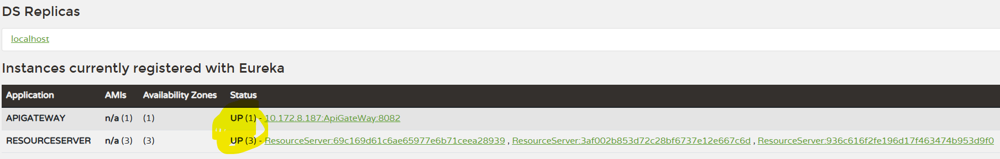 DS Replicas
localhost
Instances currently registered with Eureka
Application AMIs Availability Zones Status
APIGATEWAY n/a (1) (1) UP (1) - 10.172.8.187:ApiGateWay:8082
RESOURCESERVER n/a (3) (3) UP (3) - ResourceServer:69c169d61c6ae65977e6b71ceea28939 , ResourceServer:3af002b853d72c28bf6737e12e667c6d , ResourceServer:936c616f2fe196d17f463474b953d9f0